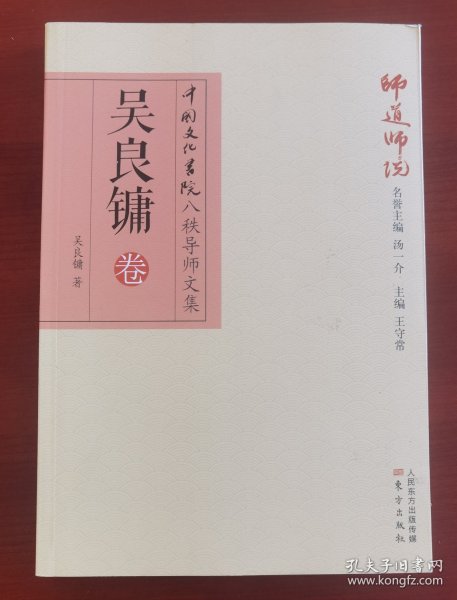 师道师说
名誉主编 汤一介 主编 王守常
中国文化书院八秩导师文集
吴良镛
卷
吴良镛 著
人民东方出版传媒
东方出版社
孔夫子旧书网
www.kongfz.com